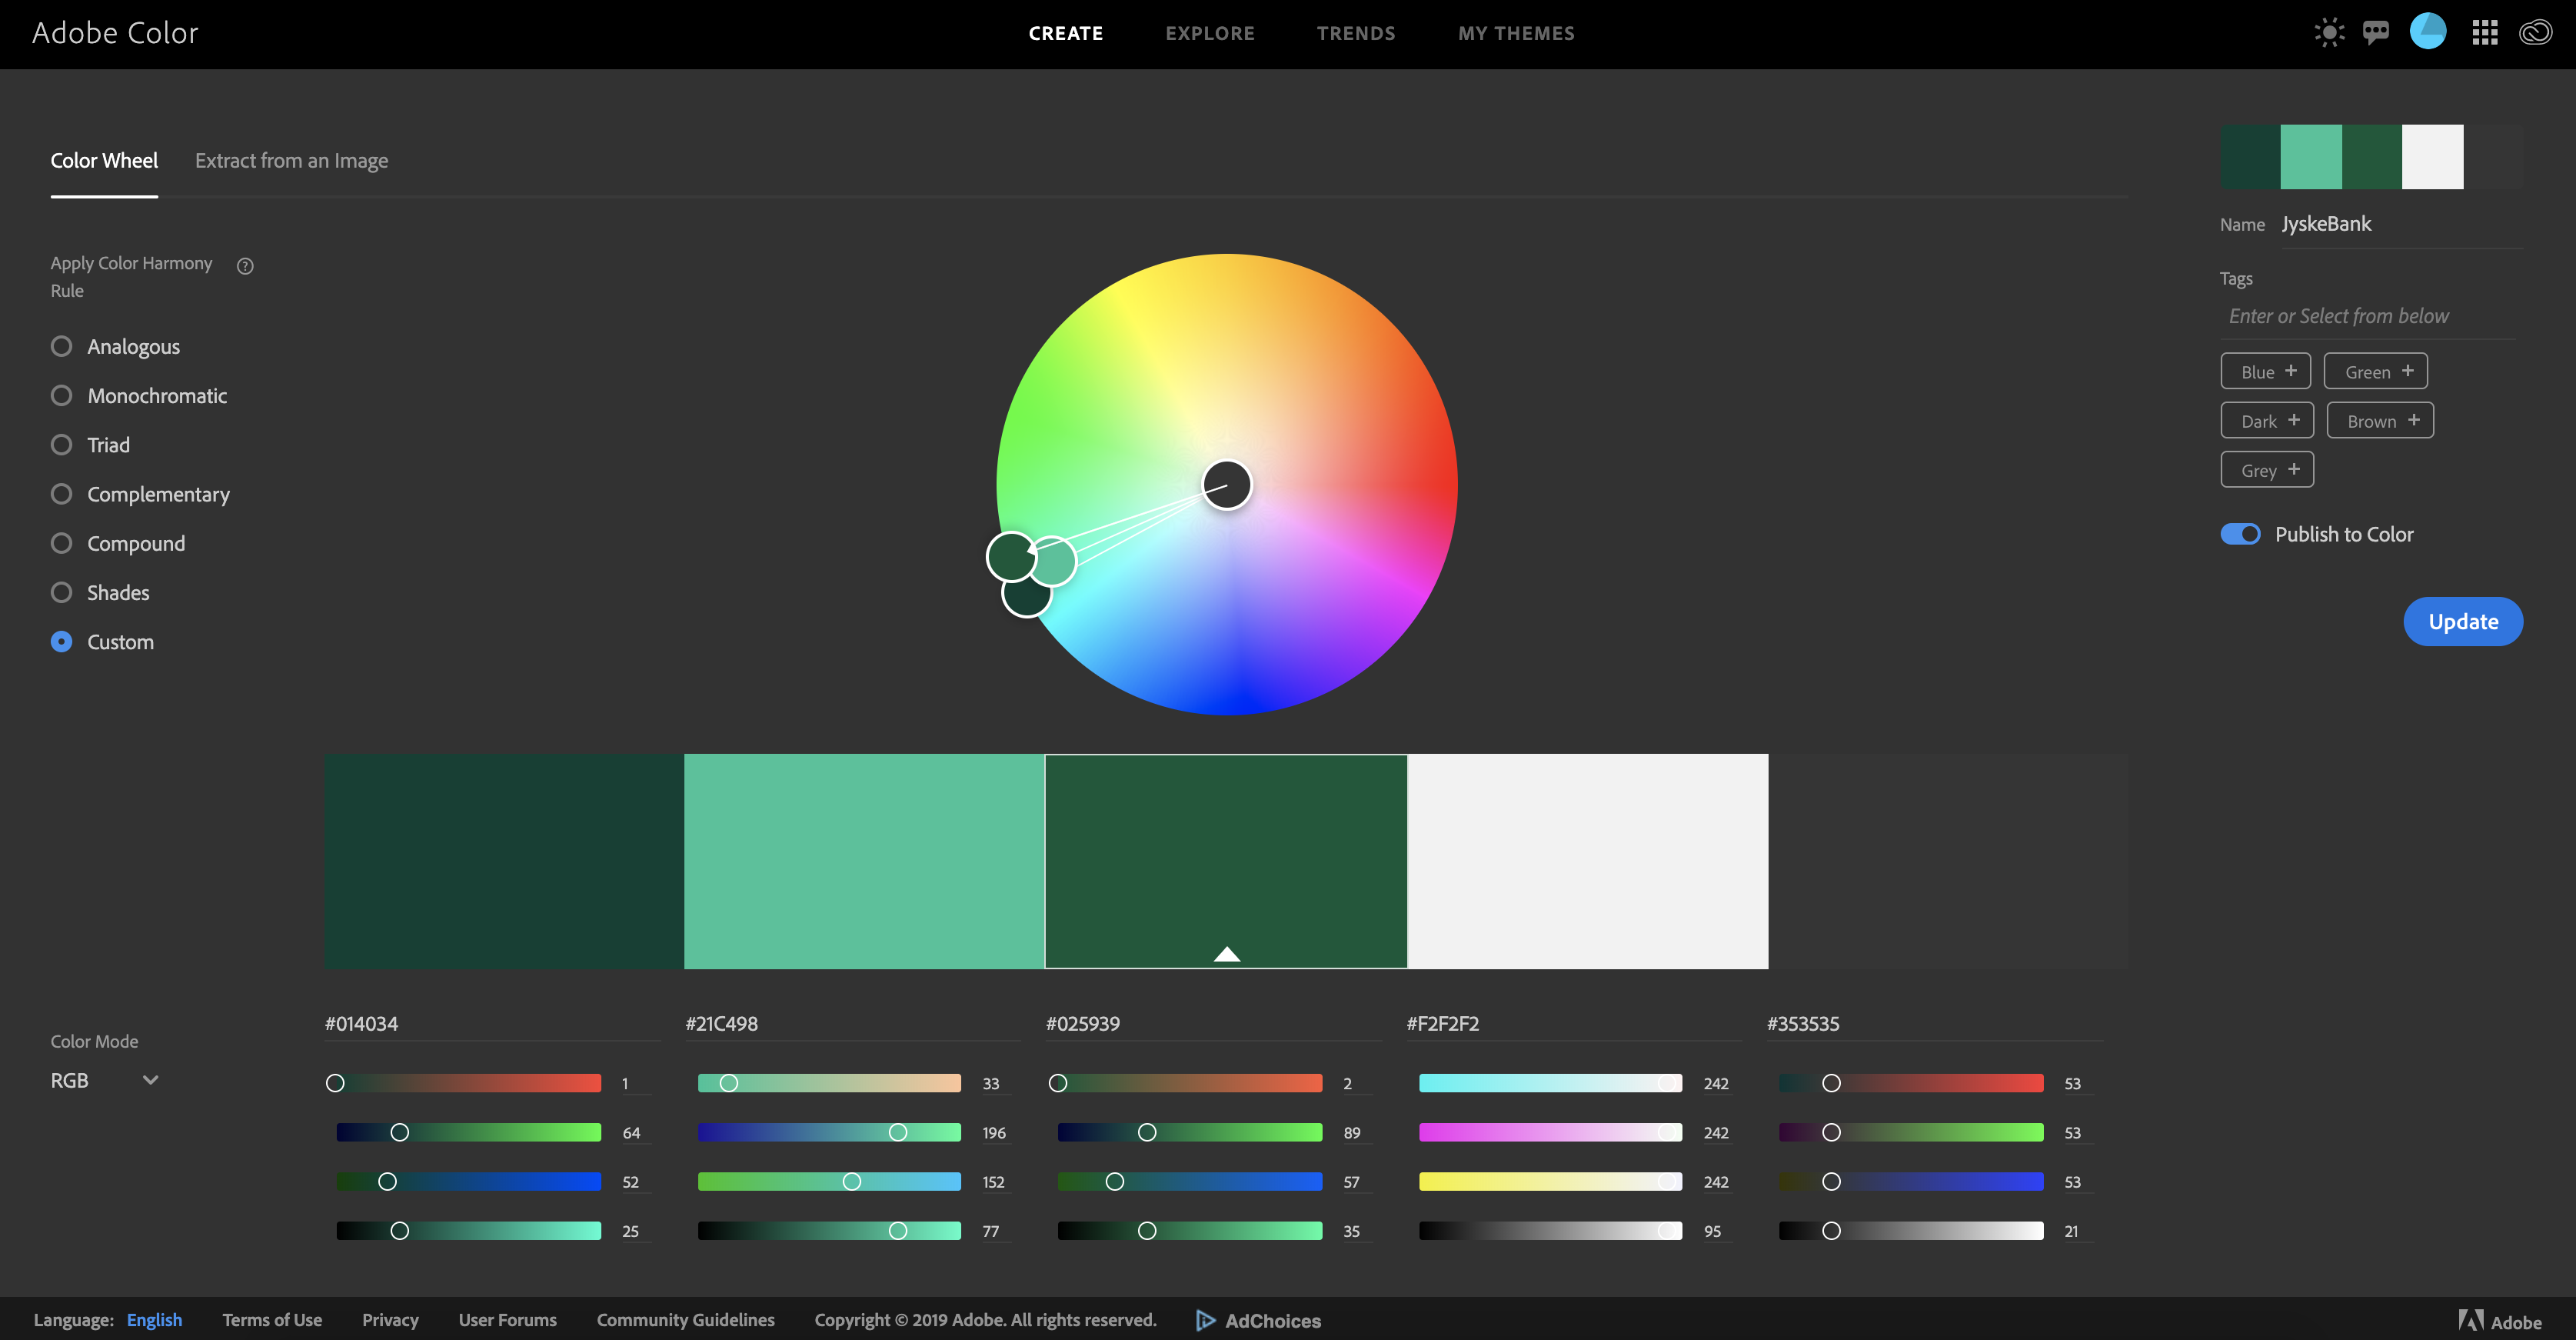 Adobe Color
CREATE
EXPLORE
TRENDS
MY THEMES
Color Wheel
Extract from an Image
Apply Color Harmony
Rule
?
Analogous
Monochromatic
Triad
Complementary
Compound
Shades
Custom
Name JyskeBank
Tags
Enter or Select from below
Blue +
Green +
Dark +
Brown +
Grey +
Publish to Color
Update
Color Mode
RGB
#014034
1
64
52
25
#21C498
33
196
152
77
#025939
2
89
57
35
#F2F2F2
242
242
242
95
#353535
53
53
53
21
Language: English
Terms of Use
Privacy
User Forums
Community Guidelines
Copyright © 2019 Adobe. All rights reserved.
AdChoices
Adobe